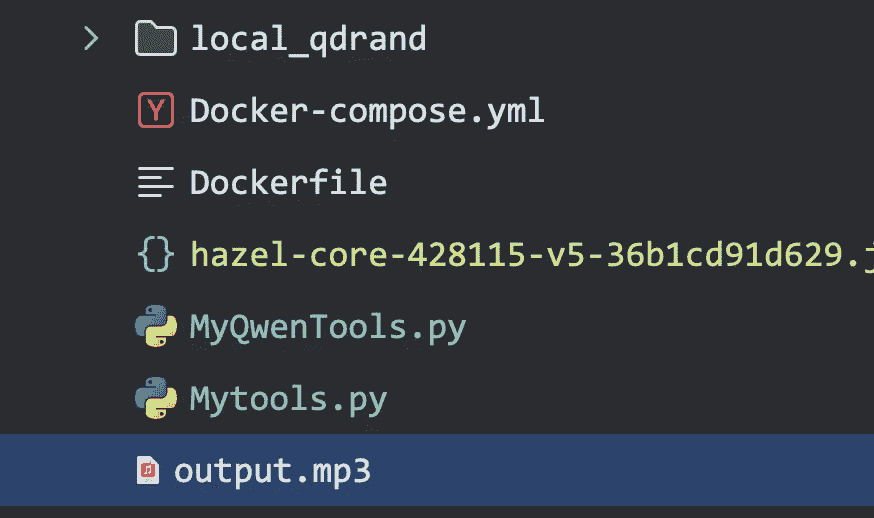 local_qdrand
Docker-compose.yml
Dockerfile
hazel-core-428115-v5-36b1cd91d629.j
MyQwenTools.py
Mytools.py
output.mp3